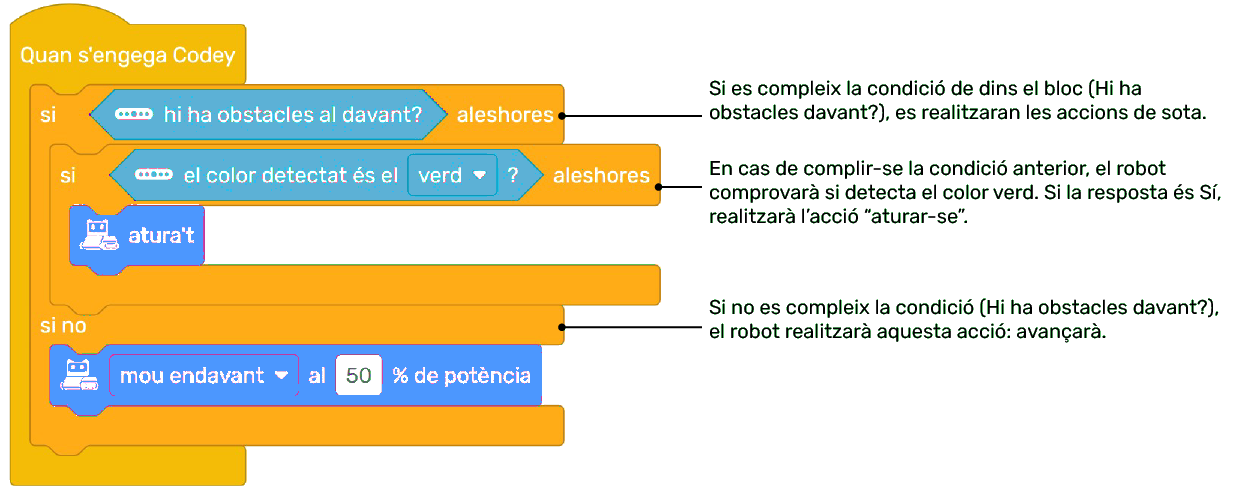 Quan s'engega Codey
si hi ha obstacles al davant? aleshores
Si es compleix la condició de dins el bloc (Hi ha
obstacles davant?), es realitzaran les accions de sota.
si el color detectat és el verd ? aleshores
En cas de complir-se la condició anterior, el robot
comprovarà si detecta el color verd. Si la resposta és Sí,
realitzarà l'acció “aturar-se”.
atura't
si no
Si no es compleix la condició (Hi ha obstacles davant?),
el robot realitzarà aquesta acció: avançarà.
mou endavant al 50 % de potència